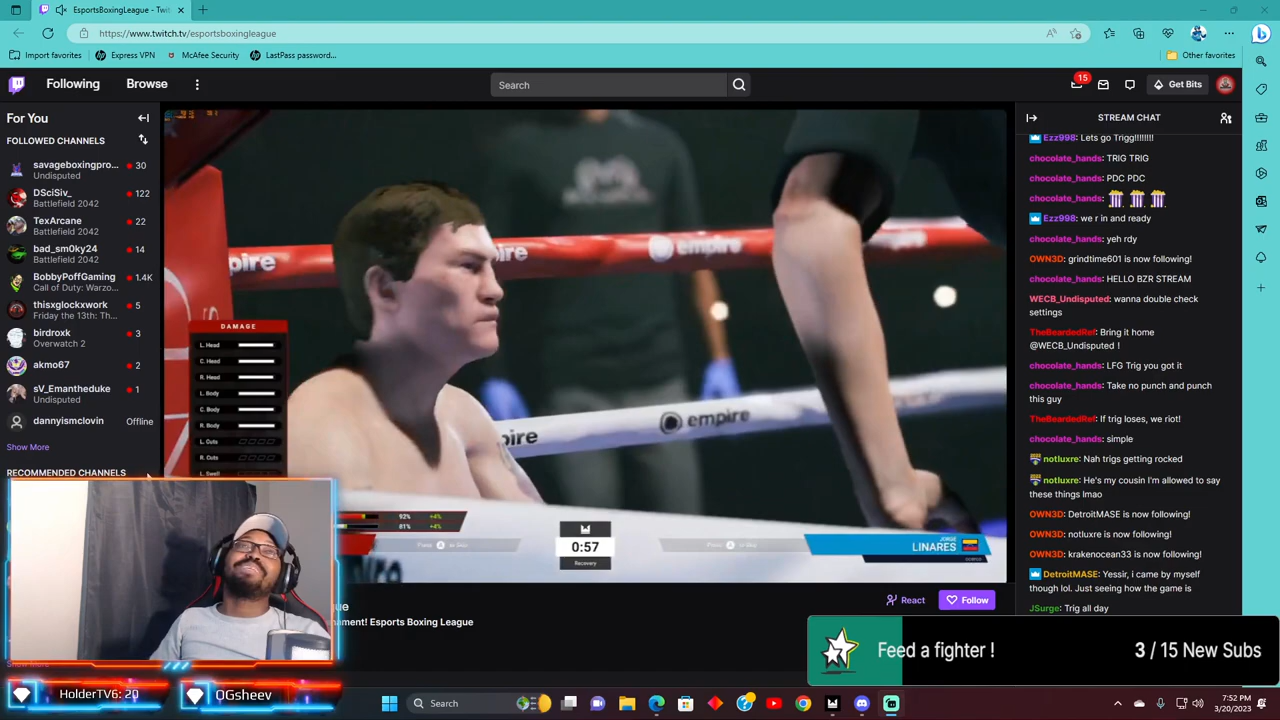 EsportsBoxingLeague - Twit
https://www.twitch.tv/esportsboxingleague
Import favorites
Express VPN
McAfee Security
LastPass password...
Other favorites
Following
Browse
Search
15
Get Bits
For You
FOLLOWED CHANNELS
savageboxingpro...
30
Undisputed
DSciSiv_
122
Battlefield 2042
TexArcane
22
Battlefield 2042
bad_sm0ky24
14
Battlefield 2042
BobbyPoffGaming
1.4K
Call of Duty: Warzo...
thisxglockxwork
5
Friday the 13th: Th...
birdroxk
3
akmo67
2
sV_Emantheduke
1
Undisputed
dannyismclovin
Offline
Show More
RECOMMENDED CHANNELS
Show More
HolderTV6: 20
OGsheev
empire
empire
empire
DAMAGE
L. Head
C. Head
R. Head
L. Body
C. Body
R. Body
L. Cuts
R. Cuts
L. Swell
92% +4%
81% +4%
0:57
Recovery
JORGE
LINARES
React
Follow
nament! Esports Boxing League
STREAM CHAT
Ezz998: Lets go Trigg!!!!!!!!
chocolate_hands: TRIG TRIG
chocolate_hands: PDC PDC
chocolate_hands:
Ezz998: we r in and ready
chocolate_hands: yeh rdy
OWN3D: grindtime601 is now following!
chocolate_hands: HELLO BZR STREAM
WECB_Undisputed: wanna double check
settings
TheBeardedRef: Bring it home
@WECB_Undisputed !
chocolate_hands: LFG Trig you got it
chocolate_hands: Take no punch and punch
this guy
TheBeardedRef: If trig loses, we riot!
chocolate_hands: simple
notluxre: Nah trigs getting rocked
notluxre: He's my cousin I'm allowed to say
these things lmao
OWN3D: DetroitMASE is now following!
OWN3D: notluxre is now following!
OWN3D: krakenocean33 is now following!
DetroitMASE: Yessir, i came by myself
though lol. Just seeing how the game is
JSurge: Trig all day
Feed a fighter !
3 / 15 New Subs
Search
7:52 PM
3/20/2023